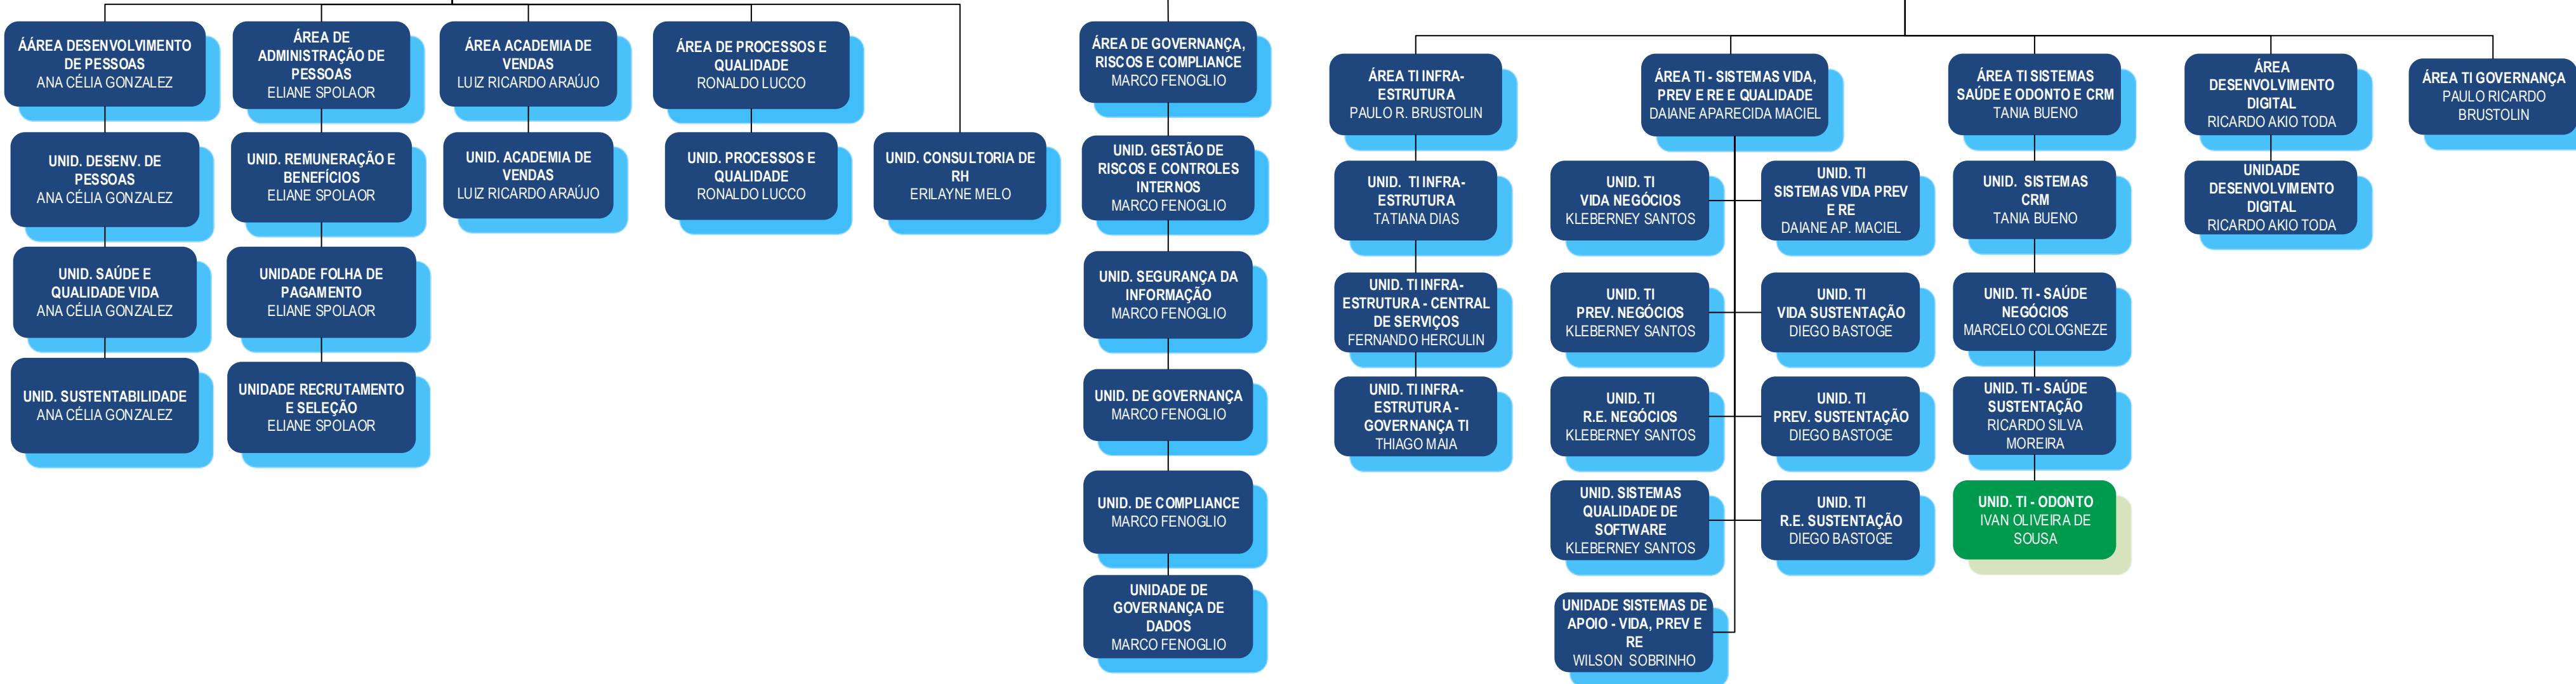 ÁÁREA DESENVOLVIMENTO
DE PESSOAS
ANA CÉLIA GONZALEZ
UNID. DESENV. DE
PESSOAS
ANA CÉLIA GONZALEZ
UNID. SAÚDE E
QUALIDADE VIDA
ANA CÉLIA GONZALEZ
UNID. SUSTENTABILIDADE
ANA CÉLIA GONZALEZ
ÁREA DE
ADMINISTRAÇÃO DE
PESSOAS
ELIANE SPOLAOR
UNID. REMUNERAÇÃO E
BENEFÍCIOS
ELIANE SPOLAOR
UNIDADE FOLHA DE
PAGAMENTO
ELIANE SPOLAOR
UNIDADE RECRUTAMENTO
E SELEÇÃO
ELIANE SPOLAOR
ÁREA ACADEMIA DE
VENDAS
LUIZ RICARDO ARAÚJO
UNID. ACADEMIA DE
VENDAS
LUIZ RICARDO ARAÚJO
ÁREA DE PROCESSOS E
QUALIDADE
RONALDO LUCCO
UNID. PROCESSOS E
QUALIDADE
RONALDO LUCCO
UNID. CONSULTORIA DE
RH
ERILAYNE MELO
ÁREA DE GOVERNANÇA,
RISCOS E COMPLIANCE
MARCO FENOGLIO
UNID. GESTÃO DE
RISCOS E CONTROLES
INTERNOS
MARCO FENOGLIO
UNID. SEGURANÇA DA
INFORMAÇÃO
MARCO FENOGLIO
UNID. DE GOVERNANÇA
MARCO FENOGLIO
UNID. DE COMPLIANCE
MARCO FENOGLIO
UNIDADE DE
GOVERNANÇA DE
DADOS
MARCO FENOGLIO
ÁREA TI INFRA-
ESTRUTURA
PAULO R. BRUSTOLIN
UNID. TI INFRA-
ESTRUTURA
TATIANA DIAS
UNID. TI INFRA-
ESTRUTURA - CENTRAL
DE SERVIÇOS
FERNANDO HERCULIN
UNID. TI INFRA-
ESTRUTURA -
GOVERNANÇA TI
THIAGO MAIA
ÁREA TI - SISTEMAS VIDA,
PREV E RE E QUALIDADE
DAIANE APARECIDA MACIEL
UNID. TI
VIDA NEGÓCIOS
KLEBERNEY SANTOS
UNID. TI
SISTEMAS VIDA PREV
E RE
DAIANE AP. MACIEL
UNID. TI
PREV. NEGÓCIOS
KLEBERNEY SANTOS
UNID. TI
VIDA SUSTENTAÇÃO
DIEGO BASTOGE
UNID. TI
R.E. NEGÓCIOS
KLEBERNEY SANTOS
UNID. TI
PREV. SUSTENTAÇÃO
DIEGO BASTOGE
UNID. SISTEMAS
QUALIDADE DE
SOFTWARE
KLEBERNEY SANTOS
UNID. TI
R.E. SUSTENTAÇÃO
DIEGO BASTOGE
UNIDADE SISTEMAS DE
APOIO - VIDA, PREV E
RE
WILSON SOBRINHO
ÁREA TI SISTEMAS
SAÚDE E ODONTO E CRM
TANIA BUENO
UNID. SISTEMAS
CRM
TANIA BUENO
UNID. TI - SAÚDE
NEGÓCIOS
MARCELO COLOGNEZE
UNID. TI - SAÚDE
SUSTENTAÇÃO
RICARDO SILVA
MOREIRA
UNID. TI - ODONTO
IVAN OLIVEIRA DE
SOUSA
ÁREA
DESENVOLVIMENTO
DIGITAL
RICARDO AKIO TODA
UNIDADE
DESENVOLVIMENTO
DIGITAL
RICARDO AKIO TODA
ÁREA TI GOVERNANÇA
PAULO RICARDO
BRUSTOLIN